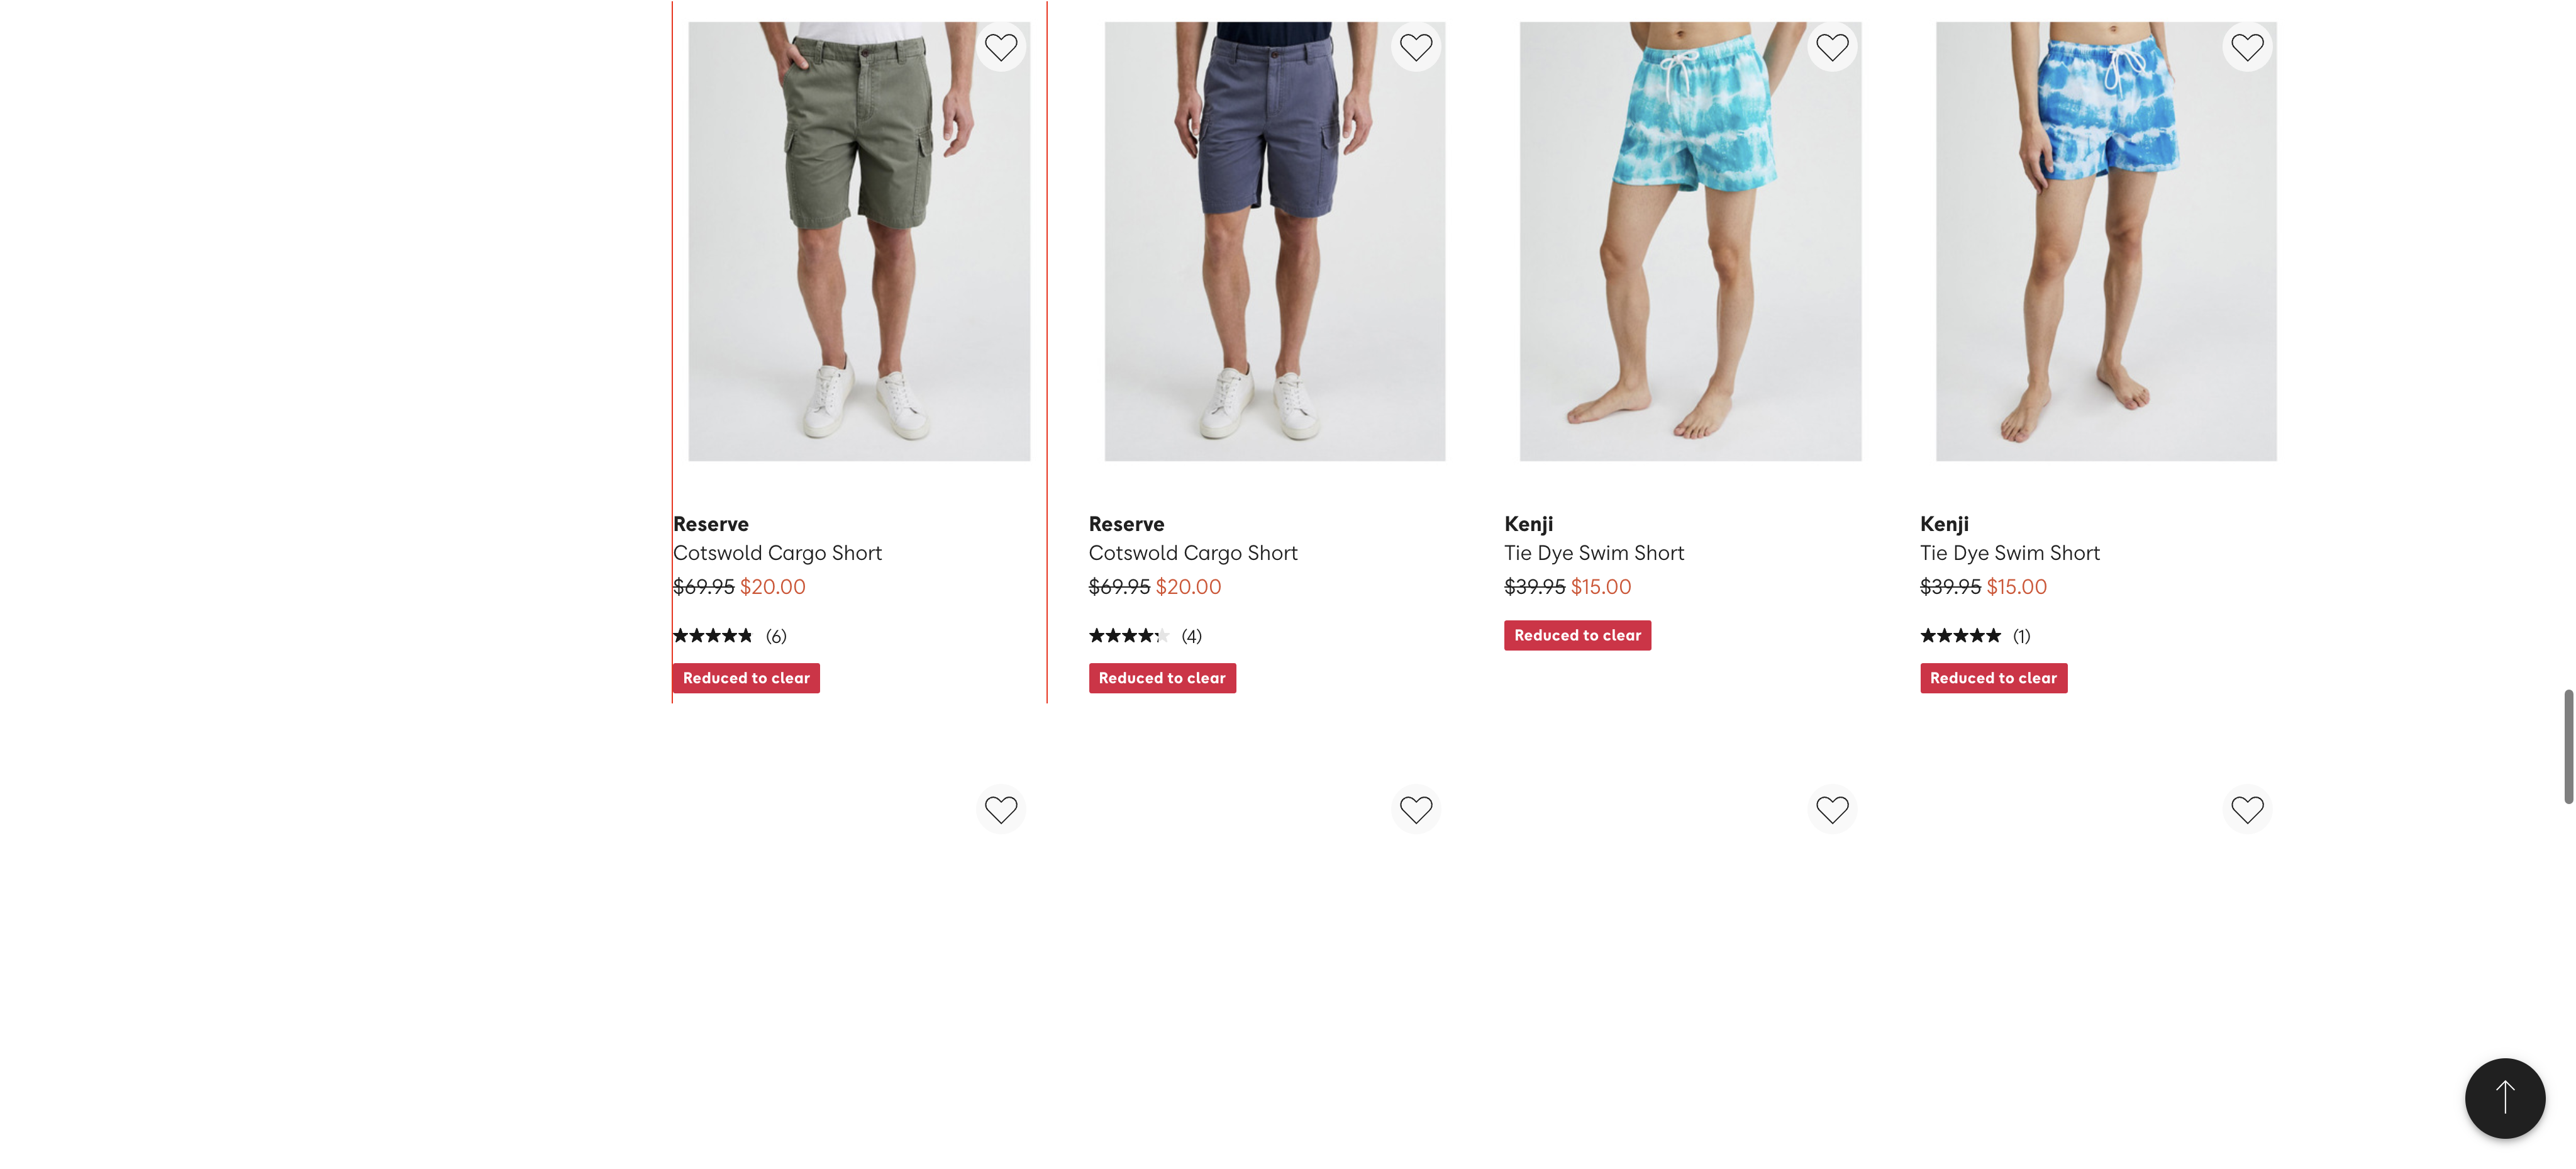 Reserve
Cotswold Cargo Short
$69.95 $20.00
(6)
Reduced to clear
Reserve
Cotswold Cargo Short
$69.95 $20.00
(4)
Reduced to clear
Kenji
Tie Dye Swim Short
$39.95 $15.00
Reduced to clear
Kenji
Tie Dye Swim Short
$39.95 $15.00
(1)
Reduced to clear